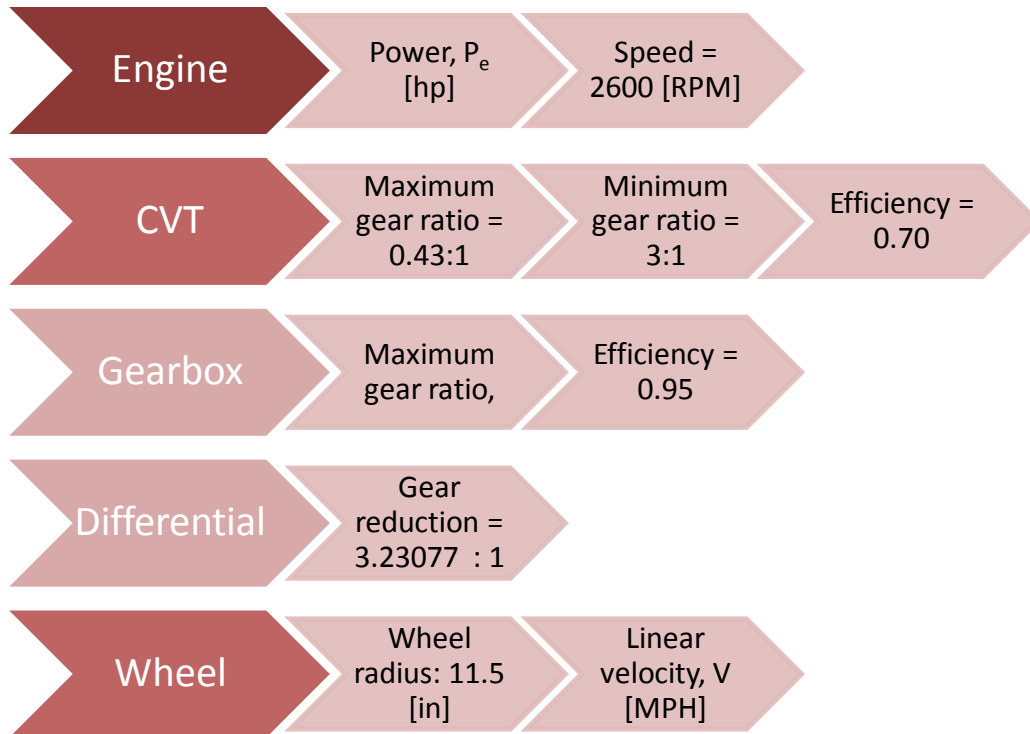 Engine
Power, Pₑ
[hp]
Speed =
2600 [RPM]
CVT
Maximum
gear ratio =
0.43:1
Minimum
gear ratio =
3:1
Efficiency =
0.70
Gearbox
Maximum
gear ratio,
Efficiency =
0.95
Differential
Gear
reduction =
3.23077 : 1
Wheel
Wheel
radius: 11.5
[in]
Linear
velocity, V
[MPH]